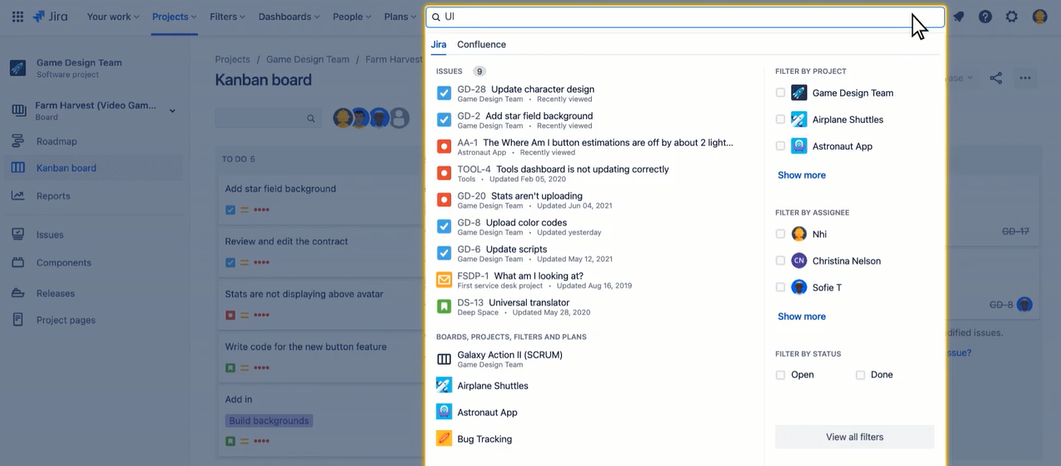 Jira
Your work
Projects
Filters
Dashboards
People
Plans
UI
Game Design Team
Software project
Farm Harvest (Video Gam...
Board
Roadmap
Kanban board
Reports
Issues
Components
Releases
Project pages
Projects / Game Design Team / Farm Harvest
Kanban board
TO DO 6
Add star field background
Review and edit the contract
Stats are not displaying above avatar
Write code for the new button feature
Add in
Build backgrounds
Jira Confluence
ISSUES 9
GD-28 Update character design
Game Design Team • Recently viewed
GD-2 Add star field background
Game Design Team • Recently viewed
AA-1 The Where Am I button estimations are off by about 2 light...
Astronaut App • Recently viewed
TOOL-4 Tools dashboard is not updating correctly
Tools • Updated Feb 05, 2020
GD-20 Stats aren't uploading
Game Design Team • Updated Jun 04, 2021
GD-8 Upload color codes
Game Design Team • Updated yesterday
GD-6 Update scripts
Game Design Team • Updated May 12, 2021
FSDP-1 What am I looking at?
First service desk project • Updated Aug 16, 2019
DS-13 Universal translator
Deep Space • Updated May 28, 2020
BOARDS, PROJECTS, FILTERS AND PLANS
Galaxy Action II (SCRUM)
Game Design Team
Airplane Shuttles
Astronaut App
Bug Tracking
FILTER BY PROJECT
Game Design Team
Airplane Shuttles
Astronaut App
Show more
FILTER BY ASSIGNEE
Nhi
CN Christina Nelson
Sofie T
Show more
FILTER BY STATUS
Open Done
View all filters
GD-17
GD-8
issues.